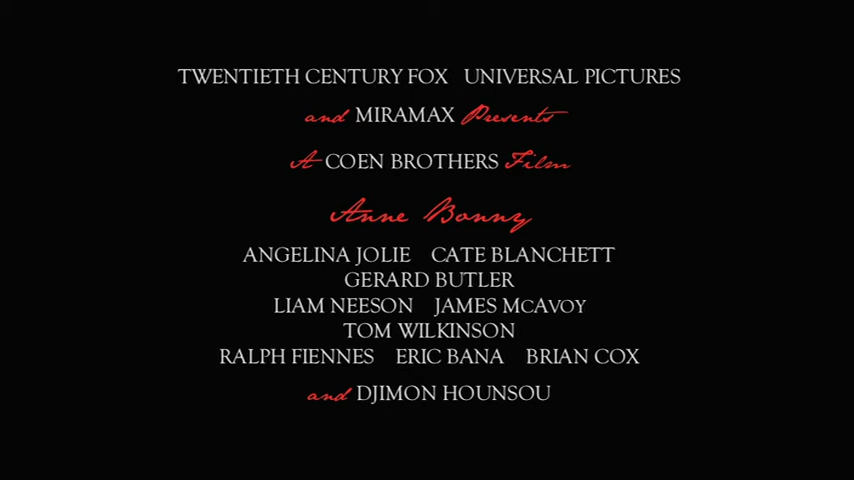 TWENTIETH CENTURY FOX UNIVERSAL PICTURES
and MIRAMAX Presents
A COEN BROTHERS Film
Anne Bonny
ANGELINA JOLIE CATE BLANCHETT
GERARD BUTLER
LIAM NEESON JAMES McAVOY
TOM WILKINSON
RALPH FIENNES ERIC BANA BRIAN COX
and DJIMON HOUNSOU